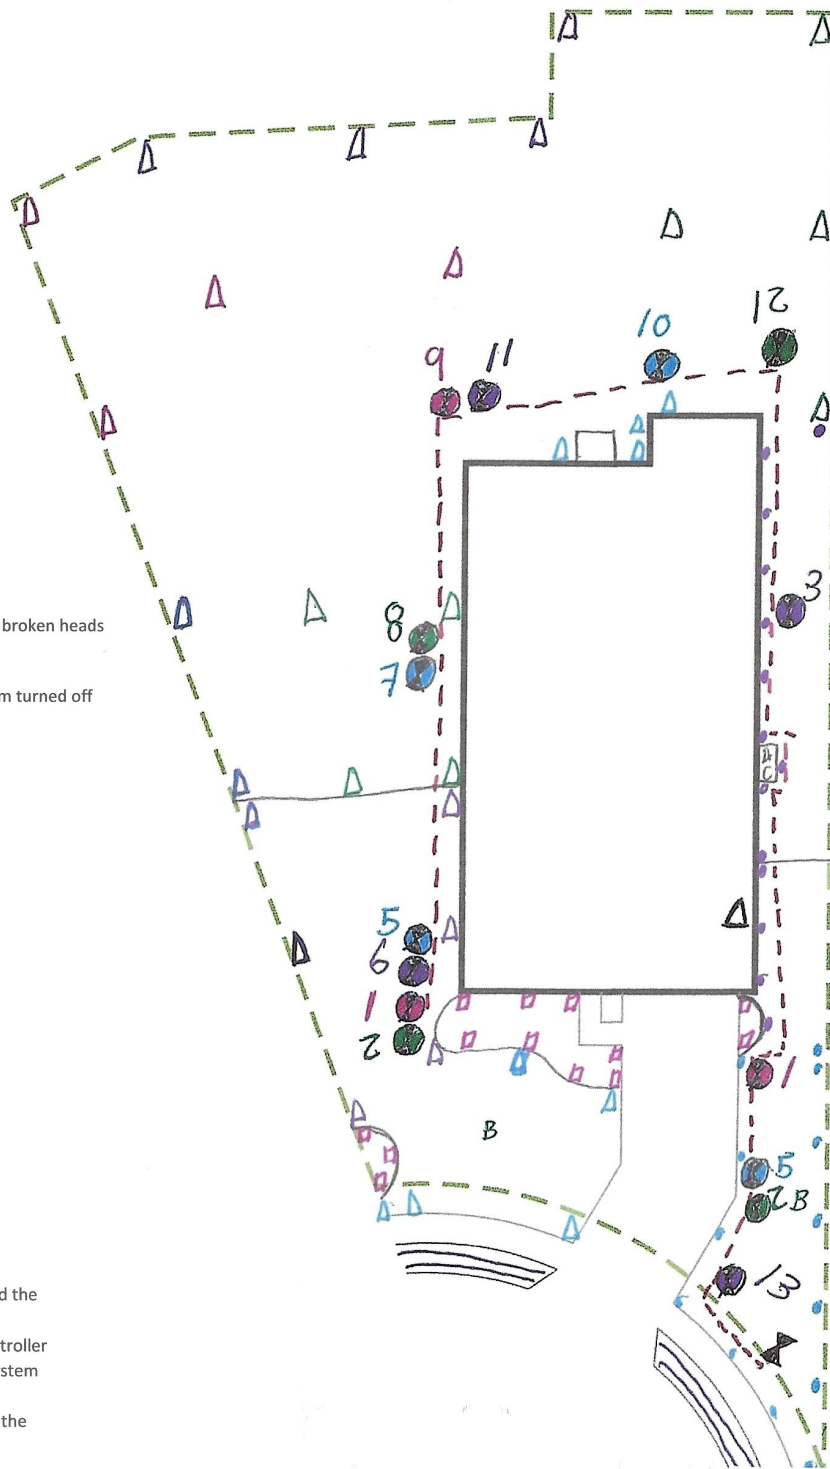 12
10
9
11
8
7
3
broken heads
m turned off
A
C
5
6
1
2
1
B
5
2B
13
d the
troller
stem
the